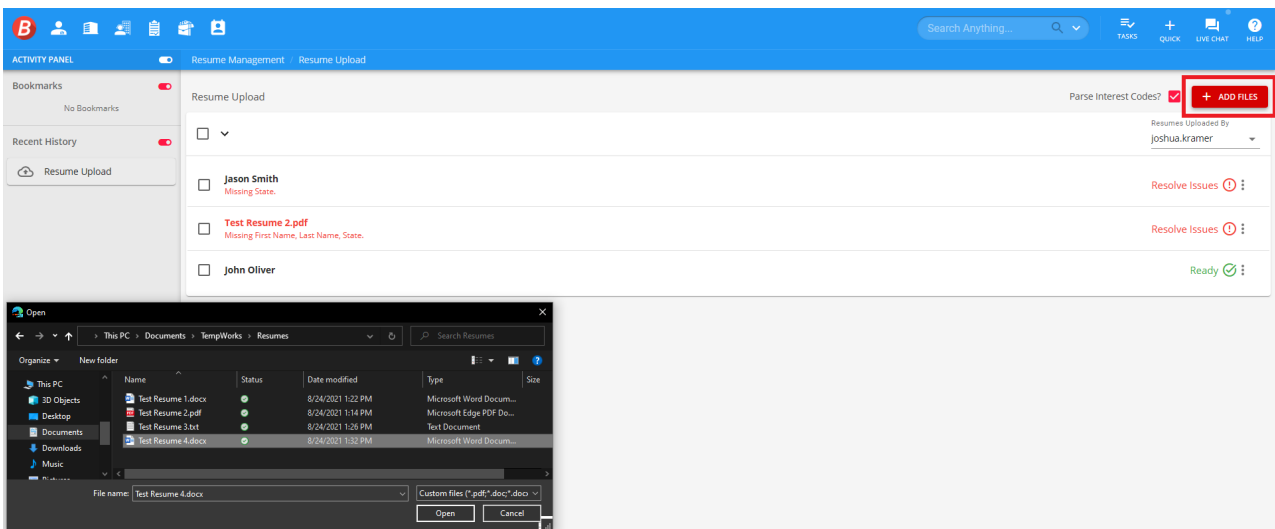 B
Search Anything...
TASKS
QUICK
LIVE CHAT
HELP
ACTIVITY PANEL
Resume Management / Resume Upload
Bookmarks
No Bookmarks
Recent History
Resume Upload
Resume Upload
Parse Interest Codes?
+ ADD FILES
Resumes Uploaded By
joshua.kramer
Jason Smith
Missing State.
Resolve Issues
Test Resume 2.pdf
Missing First Name, Last Name, State.
Resolve Issues
John Oliver
Ready
Open
This PC > Documents > TempWorks > Resumes
Search Resumes
Organize
New folder
This PC
3D Objects
Desktop
Documents
Downloads
Music
Pictures
Name Status Date modified Type Size
Test Resume 1.docx 8/24/2021 1:22 PM Microsoft Word Docum...
Test Resume 2.pdf 8/24/2021 1:14 PM Microsoft Edge PDF Do...
Test Resume 3.txt 8/24/2021 1:26 PM Text Document
Test Resume 4.docx 8/24/2021 1:32 PM Microsoft Word Docum...
File name: Test Resume 4.docx
Custom files (*.pdf;*.doc;*.doc
Open
Cancel